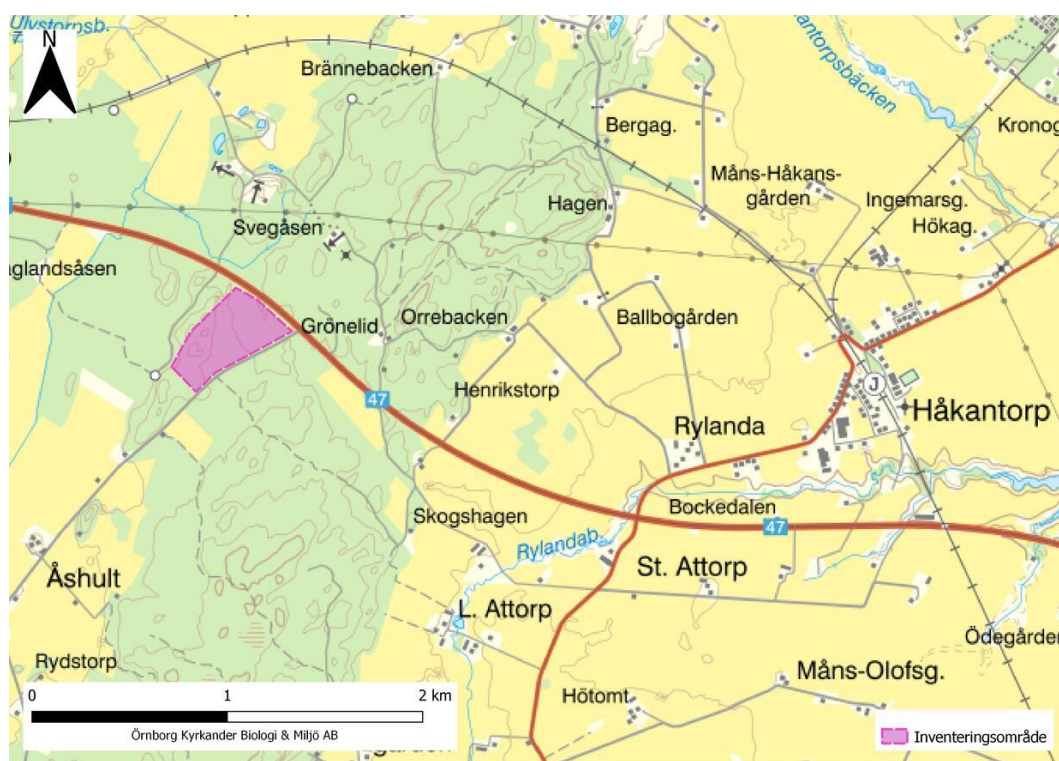 Ulvstorpsb.
N
Brännebacken
antorpsbäcken
Bergag.
Kronog
Måns-Håkans-
gården
Ingemarsg.
Hökag.
Hagen
Svegåsen
aglandsåsen
Grönelid
Orrebacken
Ballbogården
Henrikstorp
47
Rylanda
J
Håkantorp
Skogshagen
Bockedalen
47
Rylandab.
St. Attorp
Åshult
L. Attorp
Ödegården
Rydstorp
Måns-Olofsg.
Hötomt
0 1 2 km
Örnborg Kyrkander Biologi & Miljö AB
Inventeringsområde